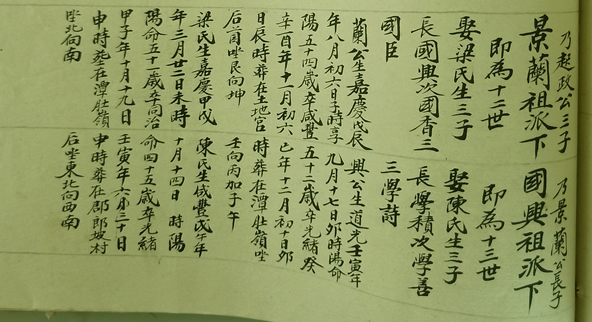 乃超政公三子
景蘭祖派下
即為十二世
娶梁氏生三子
長國興次國香三
國臣
蘭公生嘉慶戊辰
年八月初六日子時享
陽五十四歲卒咸豐
辛酉年十一月初六
日辰時葬在土地宮
后坐艮向坤
梁氏生嘉慶甲戌
年三月廿二日未時
陽命五十一歲卒同治
甲子年十月十九日
申時葬在潭肚嶺
坐北向南
乃景蘭公長子
國興祖派下
即為十三世
娶陳氏生三子
長學積次學善
三學詩
興公生道光壬寅年
九月十七日卯時陽命
五十二歲卒光緒癸
巳年十二月初十日卯
時葬在潭肚嶺坐
壬向丙加子午
陳氏生咸豐戊午年
十月十四日 時陽
命四十五歲卒光緒
壬寅年六月三十日
申時葬在郎坡村
后坐東北向西南